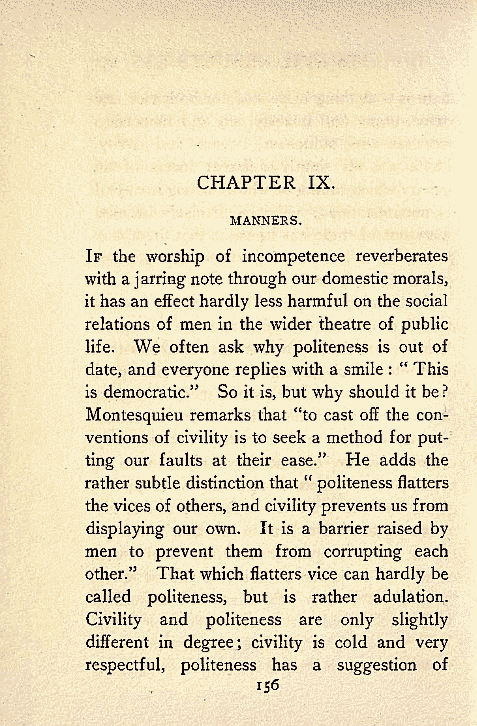 CHAPTER IX.
MANNERS.
IF the worship of incompetence reverberates
with a jarring note through our domestic morals,
it has an effect hardly less harmful on the social
relations of men in the wider theatre of public
life. We often ask why politeness is out of
date, and everyone replies with a smile : “ This
is democratic.” So it is, but why should it be?
Montesquieu remarks that “to cast off the con-
ventions of civility is to seek a method for put-
ting our faults at their ease.” He adds the
rather subtle distinction that “ politeness flatters
the vices of others, and civility prevents us from
displaying our own. It is a barrier raised by
men to prevent them from corrupting each
other.” That which flatters vice can hardly be
called politeness, but is rather adulation.
Civility and politeness are only slightly
different in degree; civility is cold and very
respectful, politeness has a suggestion of
156